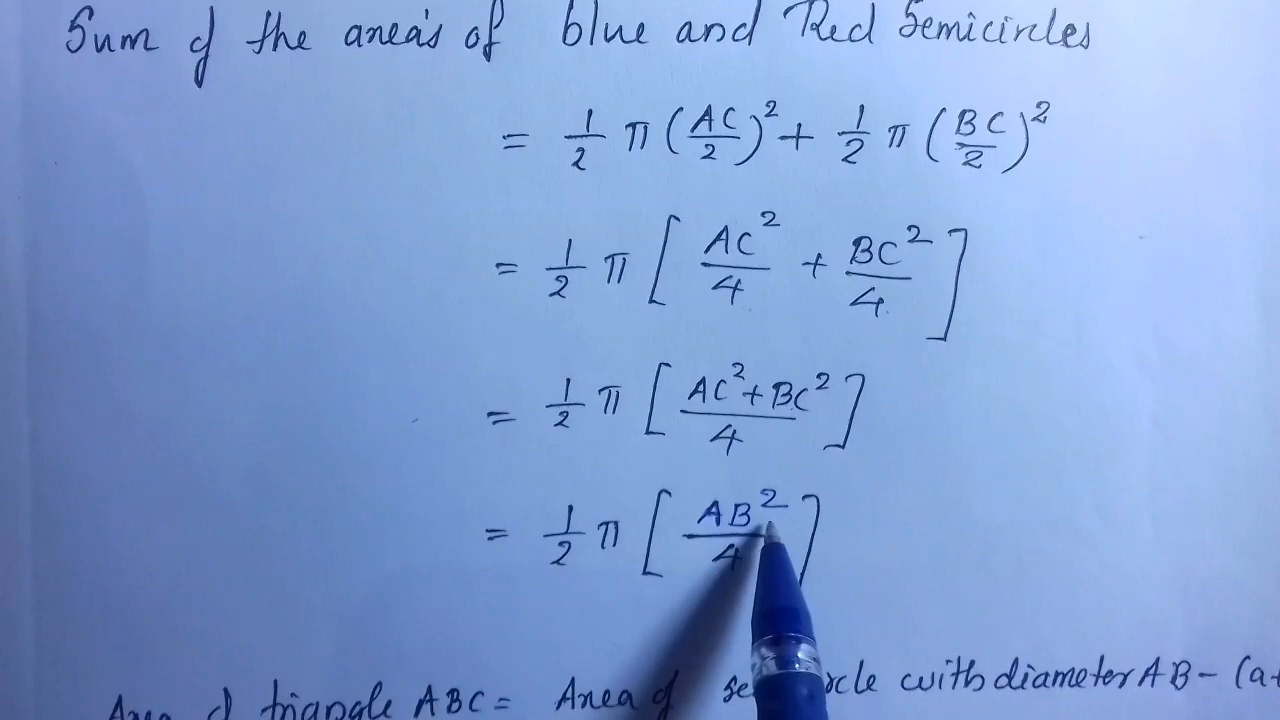 Sum of the area's of blue and Red Semicircles
= 1/2 π (AC/2)² + 1/2 π (BC/2)²
= 1/2 π [ AC²/4 + BC²/4 ]
= 1/2 π [ AC²+BC²/4 ]
= 1/2 π [ AB²/4 ]
Area of triangle ABC = Area of with diameter AB - (a+